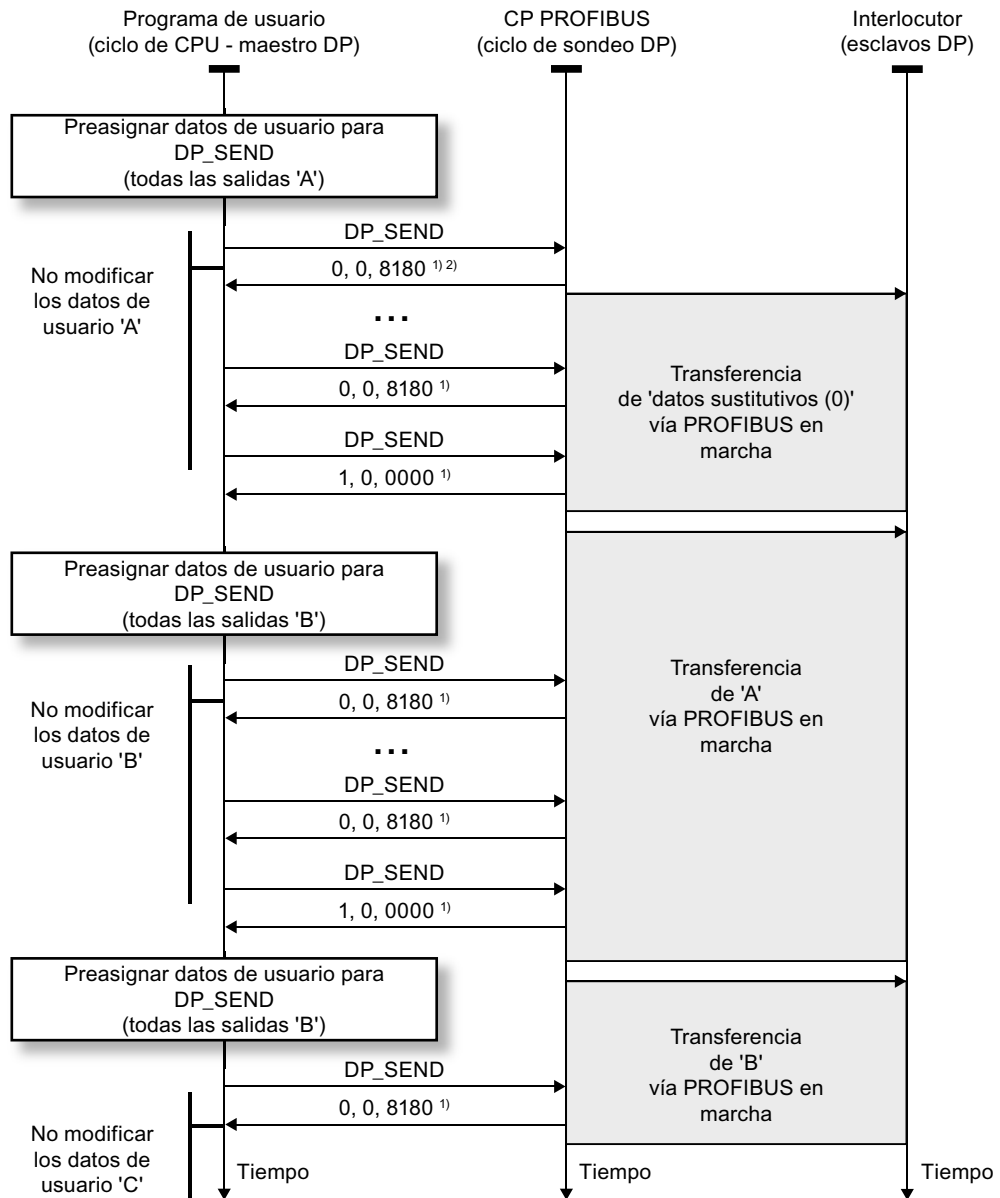 Programa de usuario
(ciclo de CPU - maestro DP)
CP PROFIBUS
(ciclo de sondeo DP)
Interlocutor
(esclavos DP)
Preasignar datos de usuario para
DP_SEND
(todas las salidas 'A')
DP_SEND
0, 0, 8180 1) 2)
No modificar
los datos de
usuario 'A'
...
DP_SEND
0, 0, 8180 1)
DP_SEND
1, 0, 0000 1)
Transferencia
de 'datos sustitutivos (0)'
vía PROFIBUS en
marcha
Preasignar datos de usuario para
DP_SEND
(todas las salidas 'B')
DP_SEND
0, 0, 8180 1)
No modificar
los datos de
usuario 'B'
...
DP_SEND
0, 0, 8180 1)
DP_SEND
1, 0, 0000 1)
Transferencia
de 'A'
vía PROFIBUS en
marcha
Preasignar datos de usuario para
DP_SEND
(todas las salidas 'B')
DP_SEND
0, 0, 8180 1)
Transferencia
de 'B'
vía PROFIBUS en
marcha
No modificar
los datos de
usuario 'C'
Tiempo
Tiempo
Tiempo